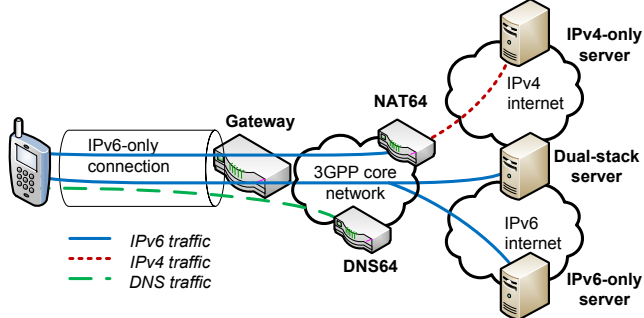 IPv4-only
server
IPv4
internet
NAT64
Gateway
IPv6-only
connection
3GPP core
network
Dual-stack
server
IPv6
internet
DNS64
IPv6-only
server
IPv6 traffic
IPv4 traffic
DNS traffic